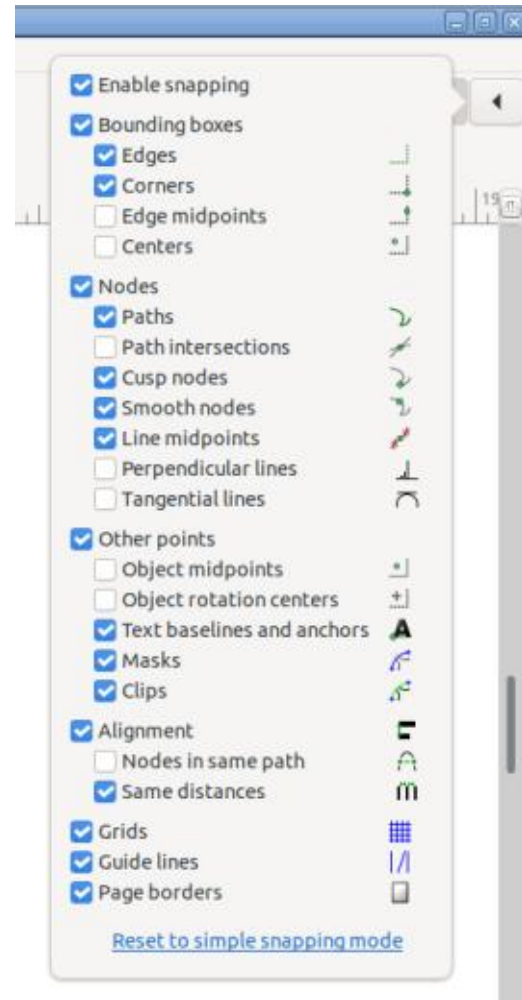 Enable snapping
Bounding boxes
Edges
Corners
Edge midpoints
Centers
Nodes
Paths
Path intersections
Cusp nodes
Smooth nodes
Line midpoints
Perpendicular lines
Tangential lines
Other points
Object midpoints
Object rotation centers
Text baselines and anchors
Masks
Clips
Alignment
Nodes in same path
Same distances
Grids
Guide lines
Page borders
Reset to simple snapping mode